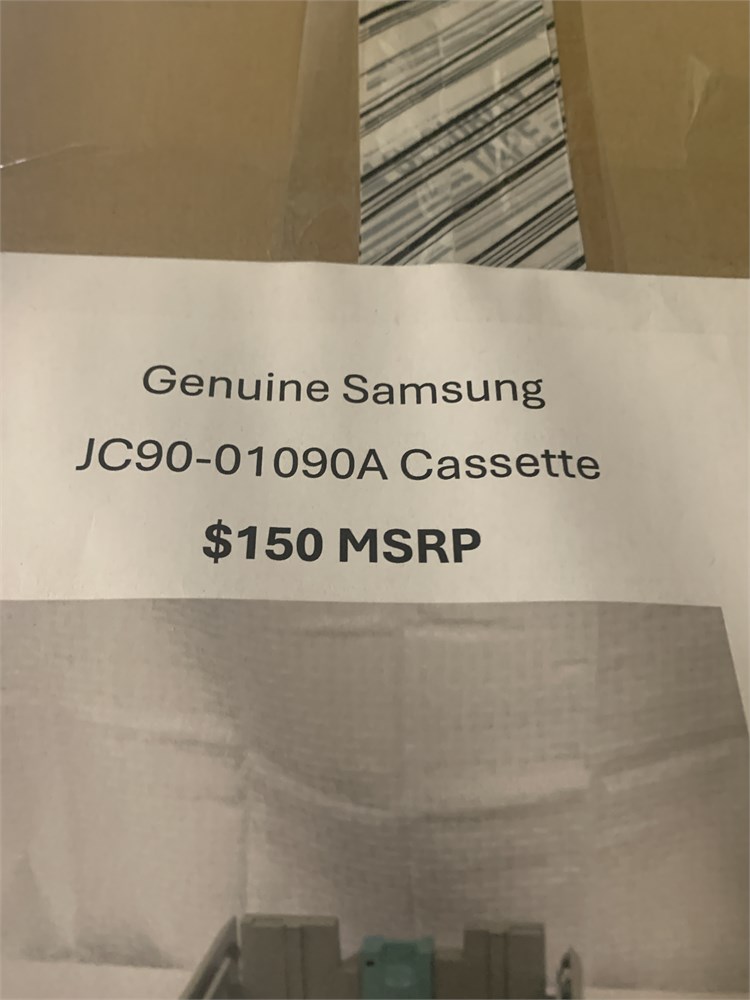 Genuine Samsung
JC90-01090A Cassette
$150 MSRP